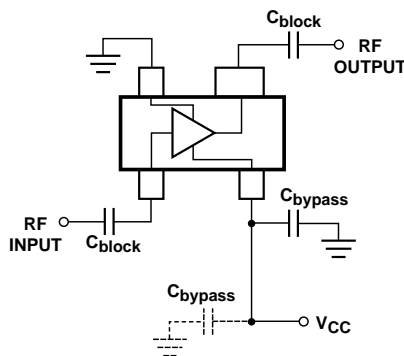 Cblock
RF
OUTPUT
Cbypass
RF
INPUT
Cblock
Cbypass
VCC